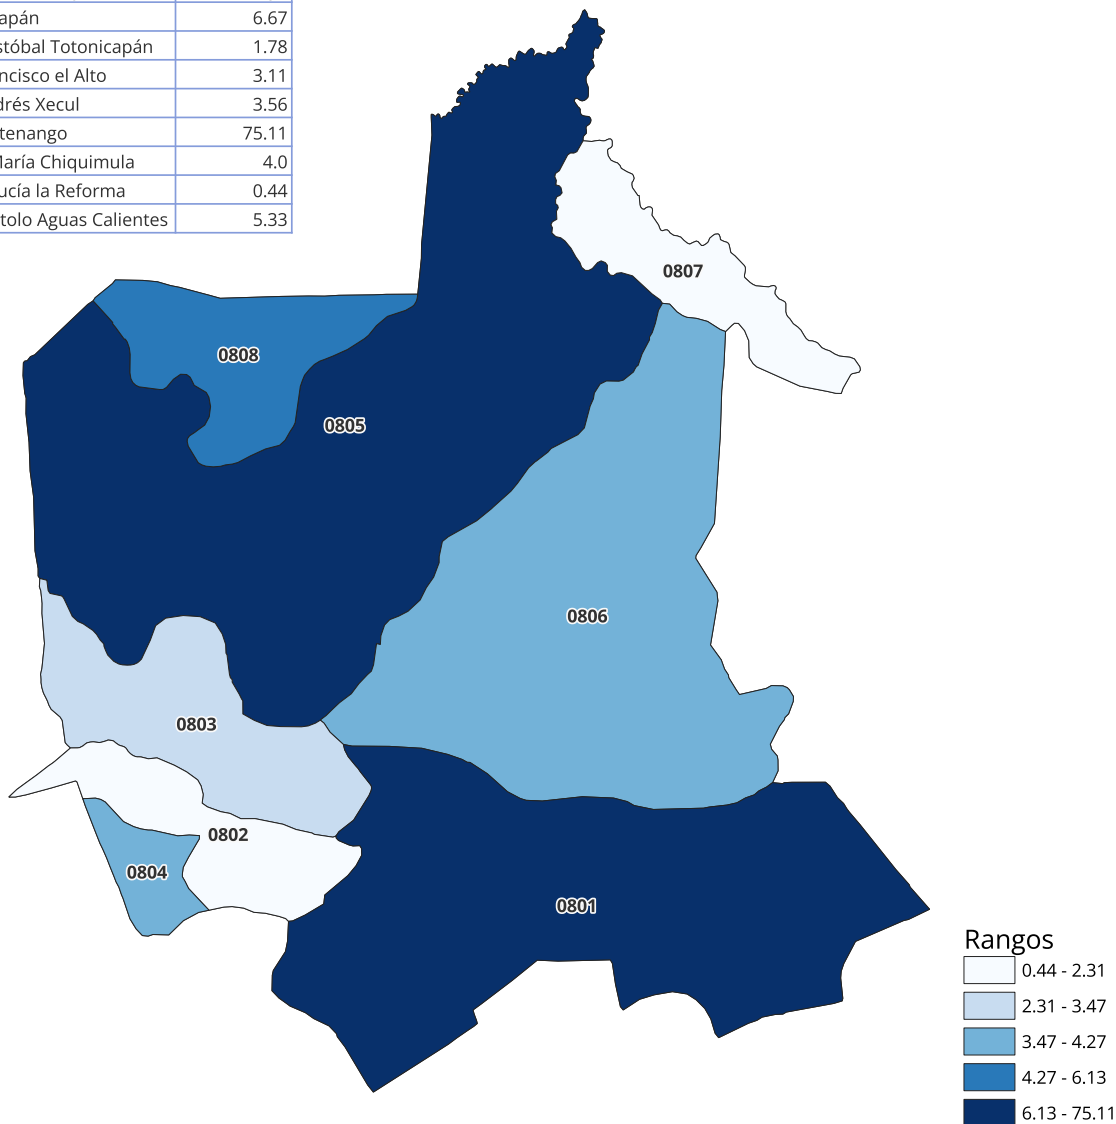 apán 6.67
stóbal Totonicapán 1.78
ncisco el Alto 3.11
drés Xecul 3.56
tenango 75.11
María Chiquimula 4.0
ucía la Reforma 0.44
tolo Aguas Calientes 5.33
0807
0808
0805
0806
0803
0802
0804
0801
Rangos
0.44 - 2.31
2.31 - 3.47
3.47 - 4.27
4.27 - 6.13
6.13 - 75.11